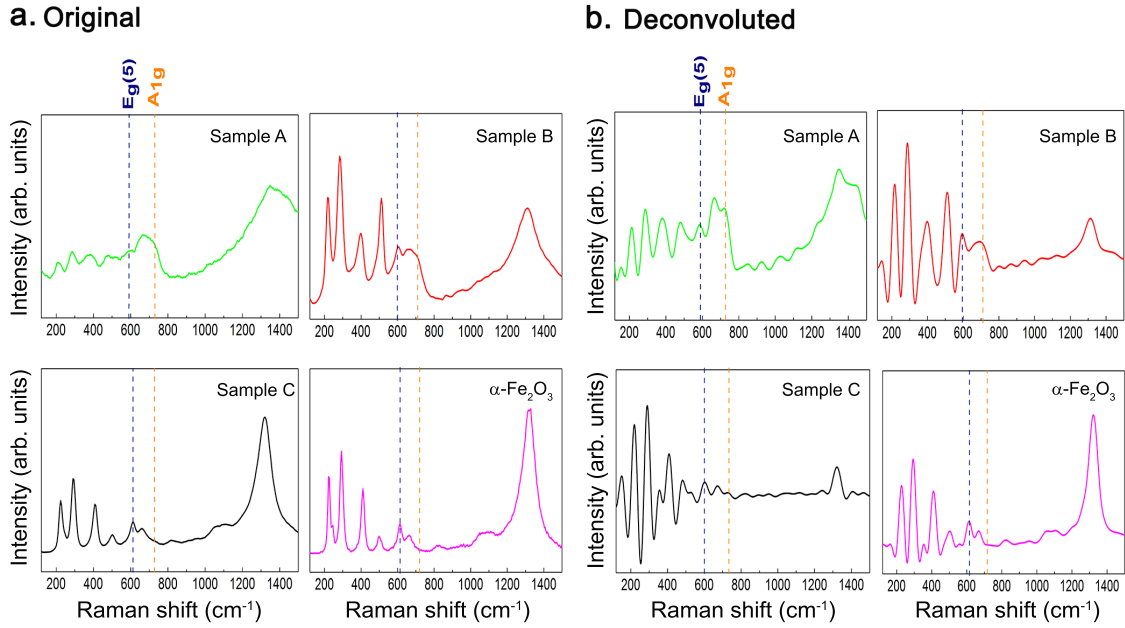 a. Original
b. Deconvoluted
Eg(5)
A1g
Eg(5)
A1g
Intensity (arb. units)
Sample A
200 400 600 800 1000 1200 1400
Sample B
200 400 600 800 1000 1200 1400
Intensity (arb. units)
Sample A
200 400 600 800 1000 1200 1400
Sample B
200 400 600 800 1000 1200 1400
Intensity (arb. units)
Sample C
200 400 600 800 1000 1200 1400
α-Fe₂O₃
200 400 600 800 1000 1200 1400
Intensity (arb. units)
Sample C
200 400 600 800 1000 1200 1400
α-Fe₂O₃
200 400 600 800 1000 1200 1400
Raman shift (cm⁻¹)
Raman shift (cm⁻¹)
Raman shift (cm⁻¹)
Raman shift (cm⁻¹)